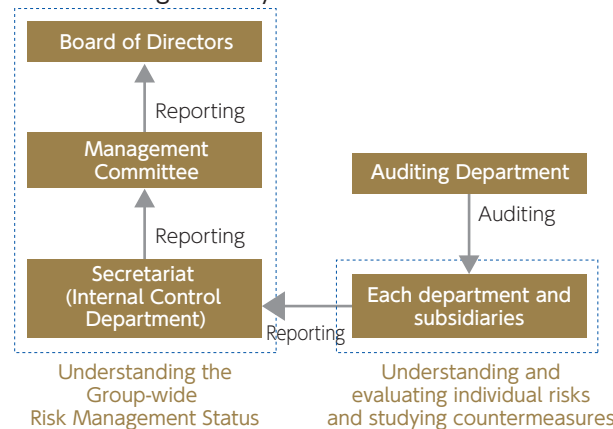 Board of Directors
Reporting
Management
Committee
Reporting
Secretariat
(Internal Control
Department)
Understanding the
Group-wide
Risk Management Status
Auditing Department
Auditing
Each department and
subsidiaries
Reporting
Understanding and
evaluating individual risks
and studying countermeasures